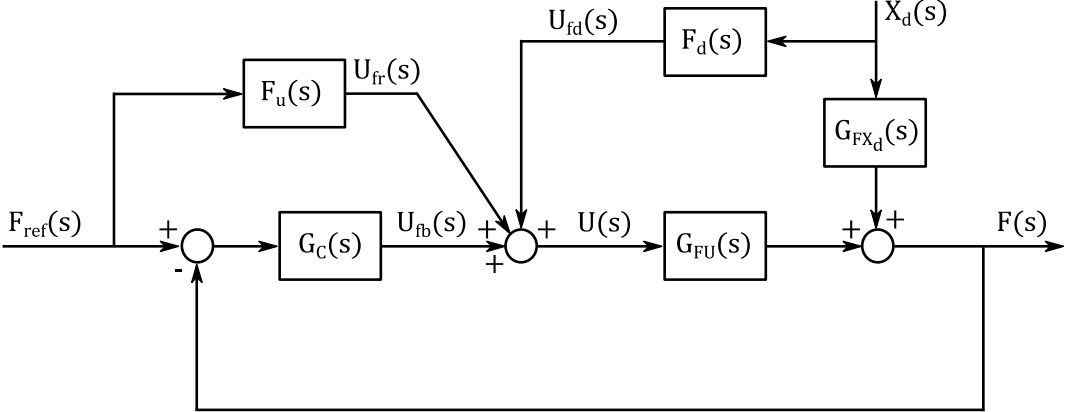 X_d(s)
U_fd(s)
F_d(s)
U_fr(s)
F_u(s)
G_FX_d(s)
F_ref(s)
+
U_fb(s)
+
+
U(s)
+
+
F(s)
G_C(s)
G_FU(s)
-
+